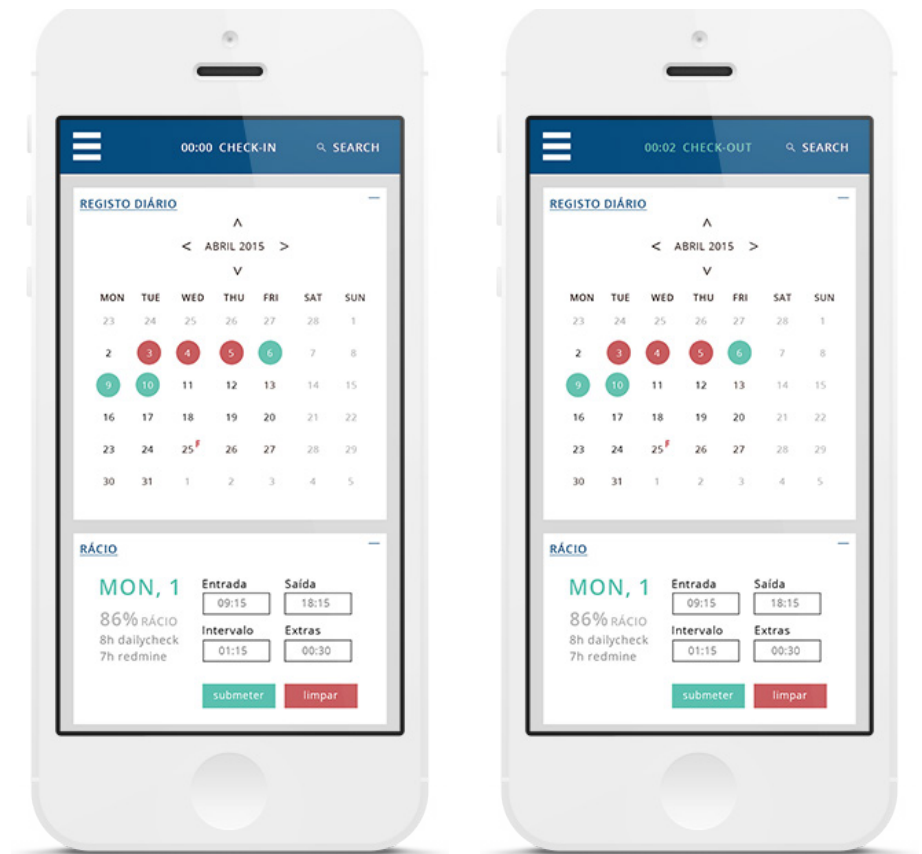 00:00 CHECK-IN SEARCH
REGISTO DIÁRIO
< ABRIL 2015 >
MON TUE WED THU FRI SAT SUN
23 24 25 26 27 28 1
2 3 4 5 6 7 8
9 10 11 12 13 14 15
16 17 18 19 20 21 22
23 24 25F 26 27 28 29
30 31 1 2 3 4 5
RÁCIO
MON, 1
86% RÁCIO
8h dailycheck
7h redmine
Entrada Saída
09:15 18:15
Intervalo Extras
01:15 00:30
submeter limpar
00:02 CHECK-OUT SEARCH
REGISTO DIÁRIO
< ABRIL 2015 >
MON TUE WED THU FRI SAT SUN
23 24 25 26 27 28 1
2 3 4 5 6 7 8
9 10 11 12 13 14 15
16 17 18 19 20 21 22
23 24 25F 26 27 28 29
30 31 1 2 3 4 5
RÁCIO
MON, 1
86% RÁCIO
8h dailycheck
7h redmine
Entrada Saída
09:15 18:15
Intervalo Extras
01:15 00:30
submeter limpar